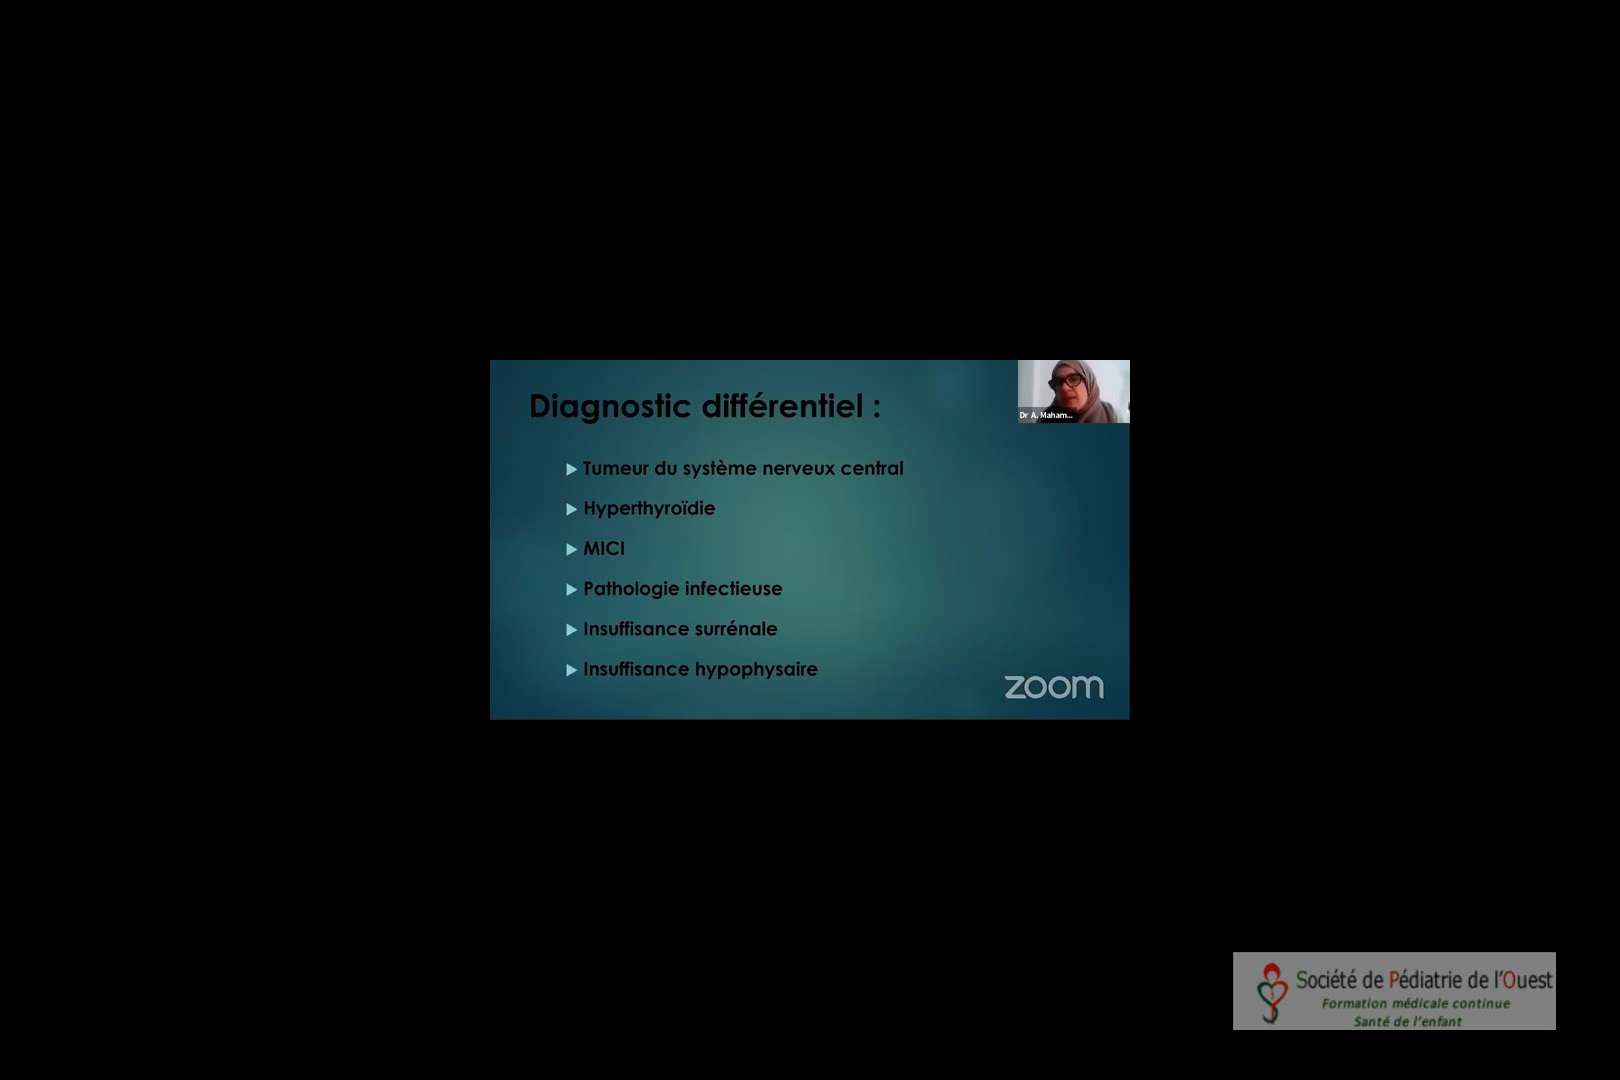 Diagnostic différentiel :
Dr A. Maham...
Tumeur du système nerveux central
Hyperthyroïdie
MICI
Pathologie infectieuse
Insuffisance surrénale
Insuffisance hypophysaire
zoom
Société de Pédiatrie de l'Ouest
Formation médicale continue
Santé de l'enfant